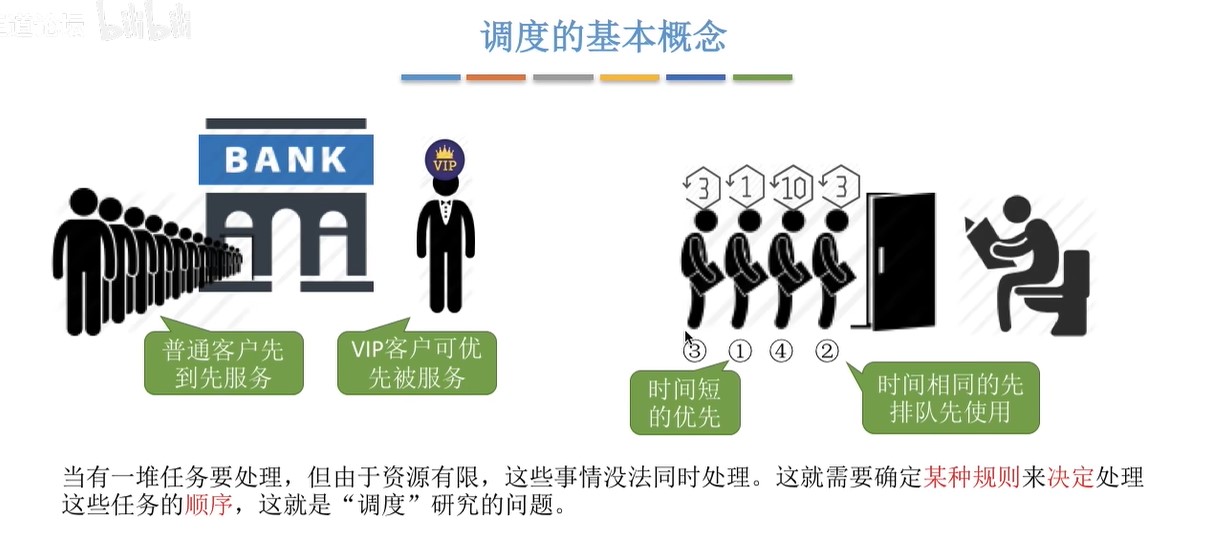 bilibili
调度的基本概念
BANK
VIP
3 1 10 3
③ ① ④ ②
普通客户先
到先服务
VIP客户可优
先被服务
时间短
的优先
时间相同的先
排队先使用
当有一堆任务要处理，但由于资源有限，这些事情没法同时处理。这就需要确定某种规则来决定处理
这些任务的顺序，这就是“调度”研究的问题。